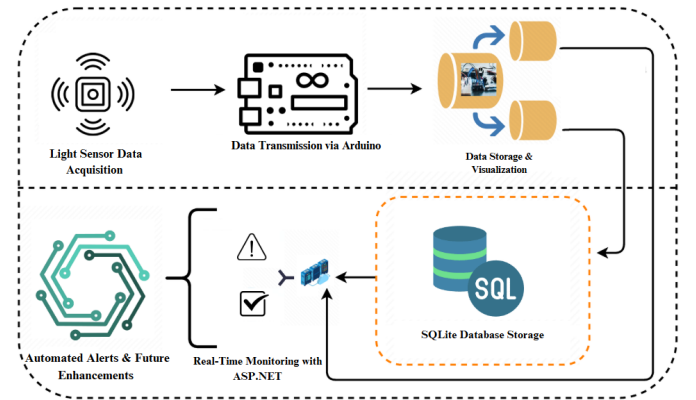 Light Sensor Data
Acquisition
Data Transmission via Arduino
Data Storage &
Visualization
SQL
SQLite Database Storage
Automated Alerts & Future
Enhancements
Real-Time Monitoring with
ASP.NET